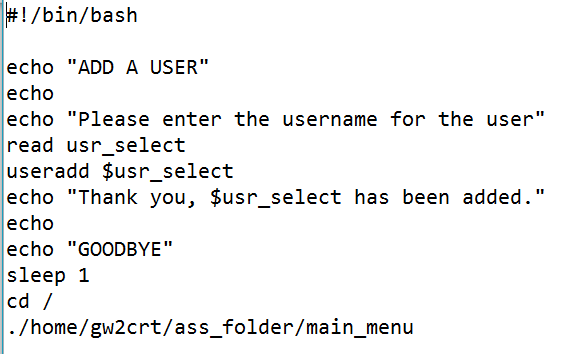 #!/bin/bash

echo "ADD A USER"
echo
echo "Please enter the username for the user"
read usr_select
useradd $usr_select
echo "Thank you, $usr_select has been added."
echo
echo "GOODBYE"
sleep 1
cd /
./home/gw2crt/ass_folder/main_menu